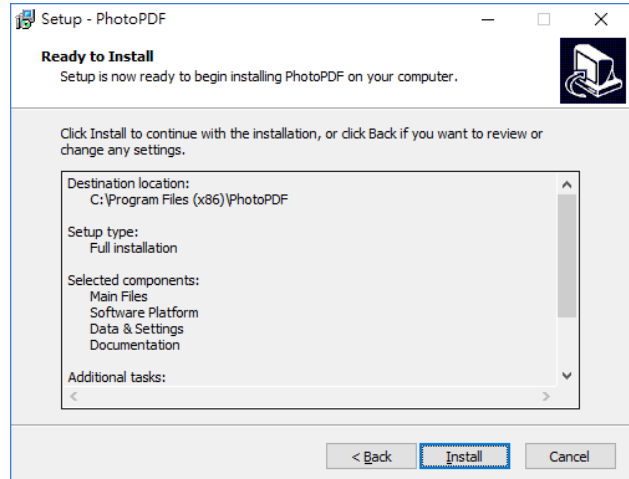 Setup - PhotoPDF
Ready to Install
Setup is now ready to begin installing PhotoPDF on your computer.
Click Install to continue with the installation, or click Back if you want to review or
change any settings.
Destination location:
C:\Program Files (x86)\PhotoPDF
Setup type:
Full installation
Selected components:
Main Files
Software Platform
Data & Settings
Documentation
Additional tasks:
< Back
Install
Cancel